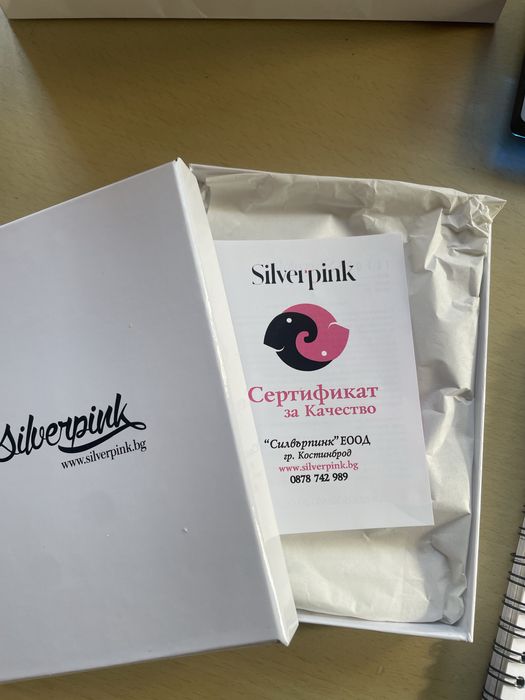 Silverpink
www.silverpink.bg
Silverpink
Сертификат
за Качество
"Силвърпинк" ЕООД
гр. Костинброд
www.silverpink.bg
0878 742 989